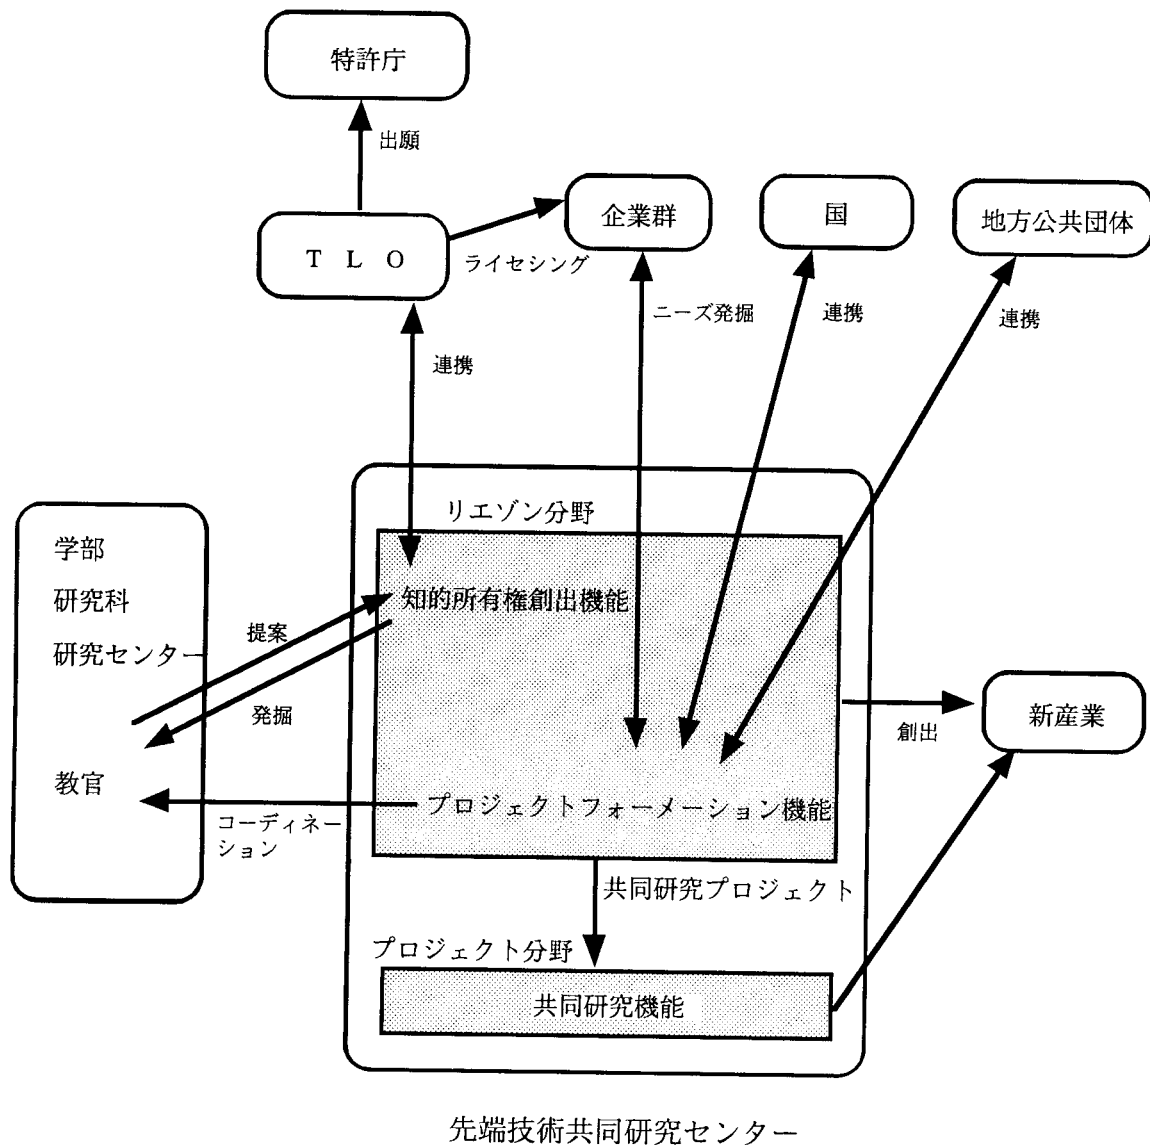 特許庁
出願
企業群
国
地方公共団体
T L O
ライセシング
ニーズ発掘
連携
連携
連携
リエゾン分野
学部
研究科
研究センター
知的所有権創出機能
提案
発掘
新産業
創出
教官
プロジェクトフォーメーション機能
コーディネー
ション
共同研究プロジェクト
プロジェクト分野
共同研究機能
先端技術共同研究センター